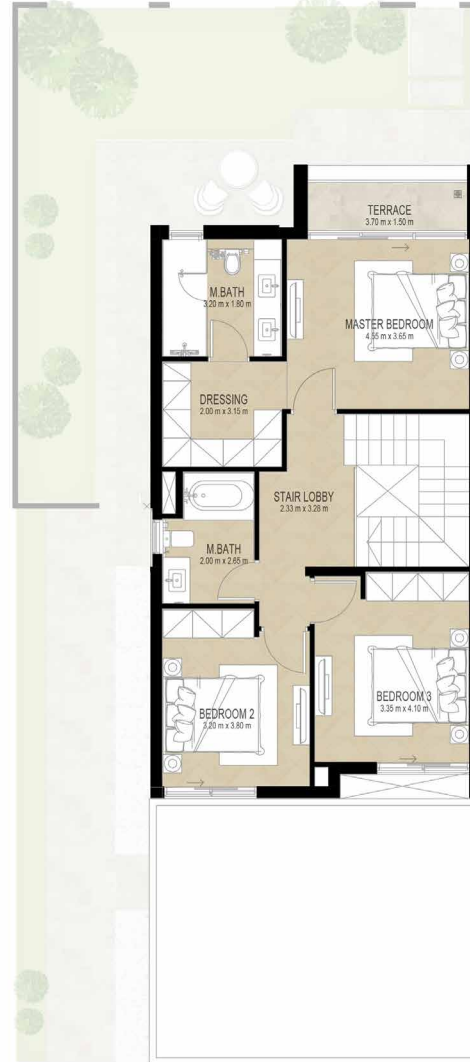 TERRACE
3.70 m x 1.50 m
M.BATH
3.20 m x 1.80 m
MASTER BEDROOM
4.55 m x 3.65 m
DRESSING
2.00 m x 3.15 m
STAIR LOBBY
2.33 m x 3.28 m
M.BATH
2.00 m x 2.65 m
BEDROOM 2
3.20 m x 3.80 m
BEDROOM 3
3.35 m x 4.10 m